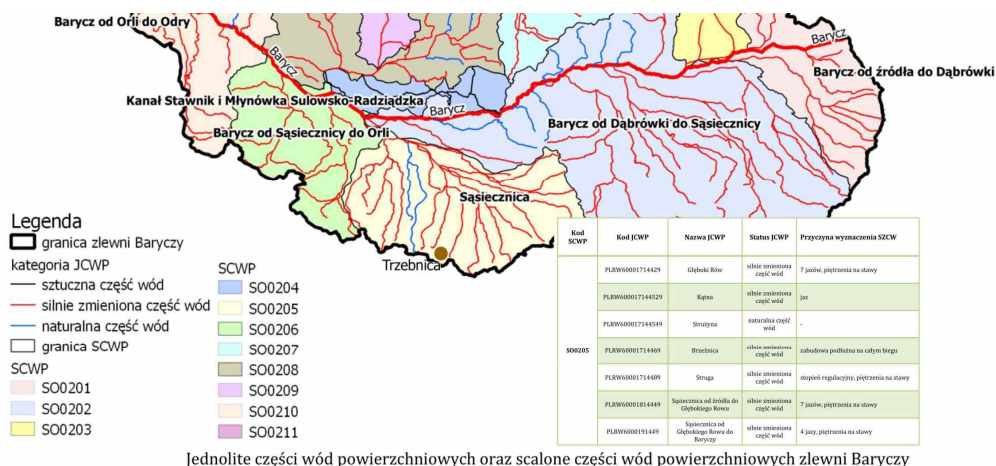 Barycz od Orli do Odry
Barycz
Barycz
Barycz od źródła do Dąbrówki
Kanał Stawnik i Młynówka Sulowsko-Radziądzka
Barycz
Barycz od Dąbrówki do Sąsiecznicy
Barycz od Sąsiecznicy do Orli
Sąsiecznica
Trzebnica
Legenda
granica zlewni Baryczy
kategoria JCWP
sztuczna część wód
silnie zmieniona część wód
naturalna część wód
granica SCWP
SCWP
SO0201
SO0202
SO0203
SCWP
SO0204
SO0205
SO0206
SO0207
SO0208
SO0209
SO0210
SO0211
Kod SCWP Kod JCWP Nazwa JCWP Status JCWP Przyczyna wyznaczenia SZCW
SO0205
PLRW60001714429 Głęboki Rów silnie zmieniona część wód 7 jazów, piętrzenia na stawy
PLRW600017144529 Kątna silnie zmieniona część wód jaz
PLRW600017144549 Strużyna naturalna część wód -
PLRW60001714469 Brzeźnica silnie zmieniona część wód zabudowa podłużna na całym biegu
PLRW60001714489 Struga silnie zmieniona część wód stopień regulacyjny, piętrzenia na stawy
PLRW60001814449 Sąsiecznica od źródła do Głębokiego Rowu silnie zmieniona część wód 7 jazów, piętrzenia na stawy
PLRW6000191449 Sąsiecznica od Głębokiego Rowu do Baryczy silnie zmieniona część wód 4 jazy, piętrzenia na stawy
Jednolite części wód powierzchniowych oraz scalone części wód powierzchniowych zlewni Baryczy